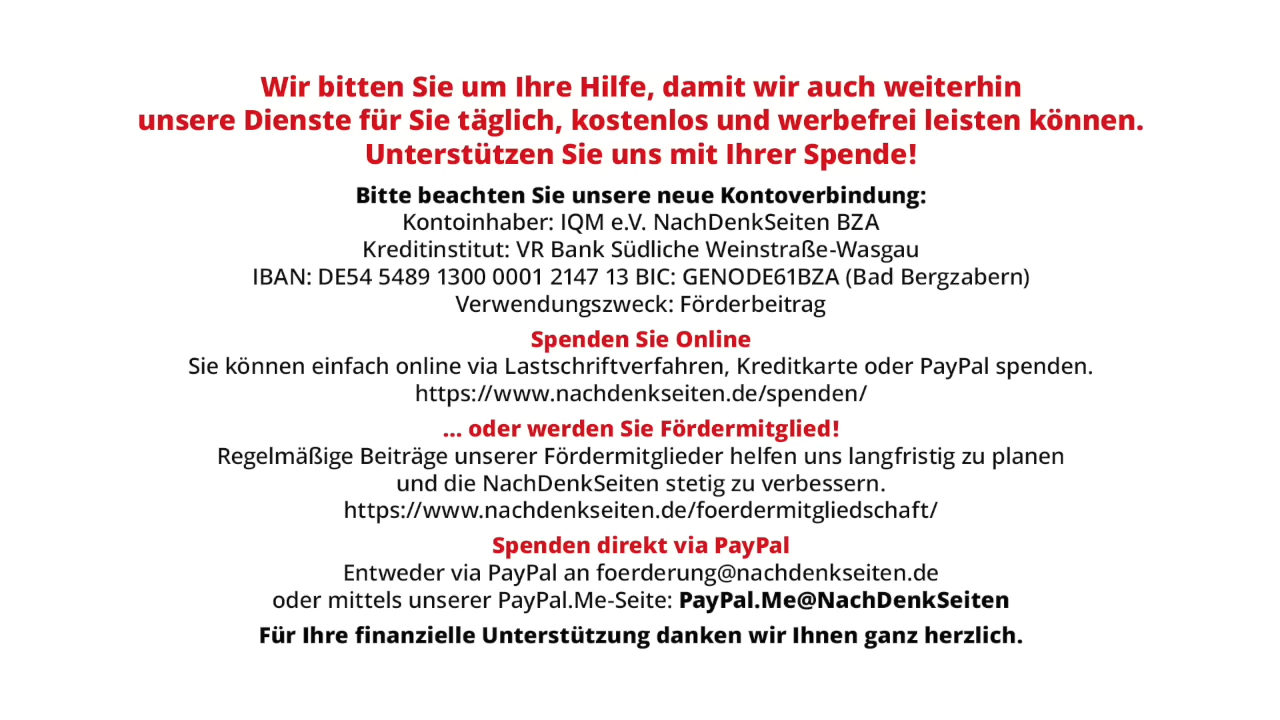 Wir bitten Sie um Ihre Hilfe, damit wir auch weiterhin
unsere Dienste für Sie täglich, kostenlos und werbefrei leisten können.
Unterstützen Sie uns mit Ihrer Spende!
Bitte beachten Sie unsere neue Kontoverbindung:
Kontoinhaber: IQM e.V. NachDenkSeiten BZA
Kreditinstitut: VR Bank Südliche Weinstraße-Wasgau
IBAN: DE54 5489 1300 0001 2147 13 BIC: GENODE61BZA (Bad Bergzabern)
Verwendungszweck: Förderbeitrag
Spenden Sie Online
Sie können einfach online via Lastschriftverfahren, Kreditkarte oder PayPal spenden.
https://www.nachdenkseiten.de/spenden/
... oder werden Sie Fördermitglied!
Regelmäßige Beiträge unserer Fördermitglieder helfen uns langfristig zu planen
und die NachDenkSeiten stetig zu verbessern.
https://www.nachdenkseiten.de/foerdermitgliedschaft/
Spenden direkt via PayPal
Entweder via PayPal an foerderung@nachdenkseiten.de
oder mittels unserer PayPal.Me-Seite: PayPal.Me@NachDenkSeiten
Für Ihre finanzielle Unterstützung danken wir Ihnen ganz herzlich.